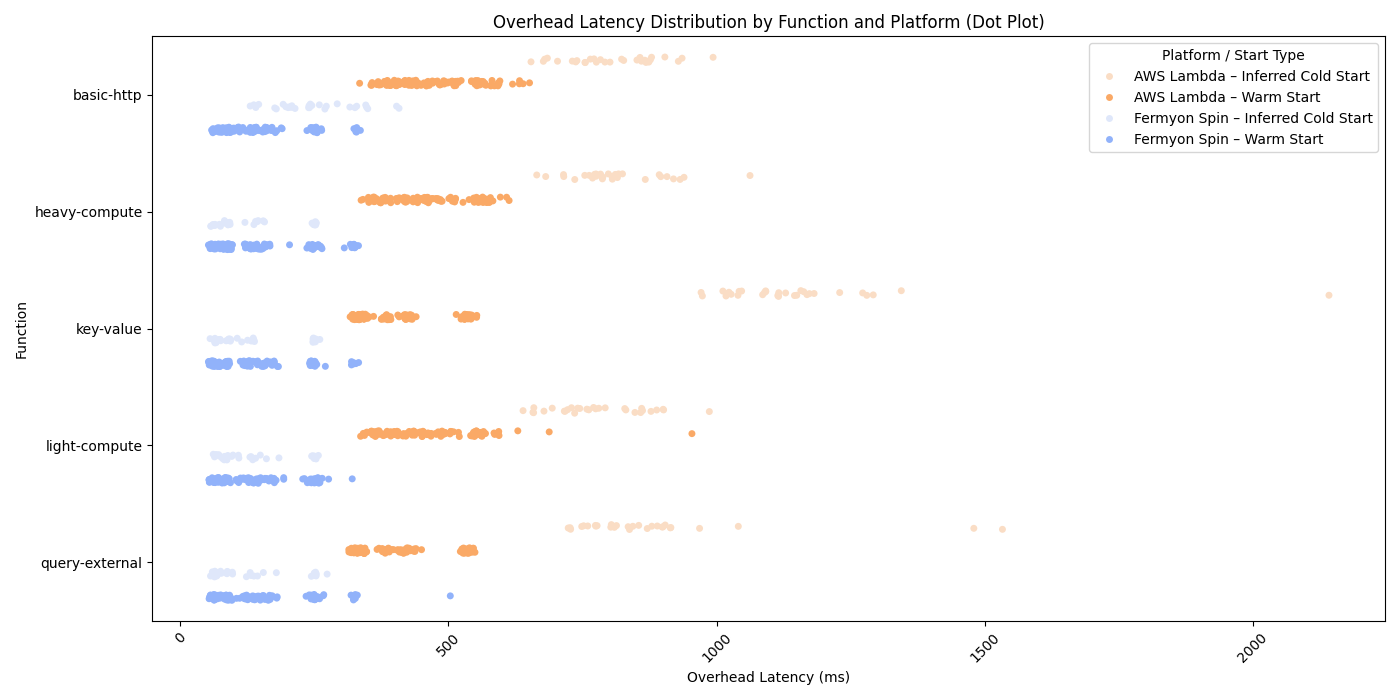 Overhead Latency Distribution by Function and Platform (Dot Plot)
Platform / Start Type
AWS Lambda – Inferred Cold Start
AWS Lambda – Warm Start
Fermyon Spin – Inferred Cold Start
Fermyon Spin – Warm Start
Function
basic-http
heavy-compute
key-value
light-compute
query-external
0
500
1000
1500
2000
Overhead Latency (ms)